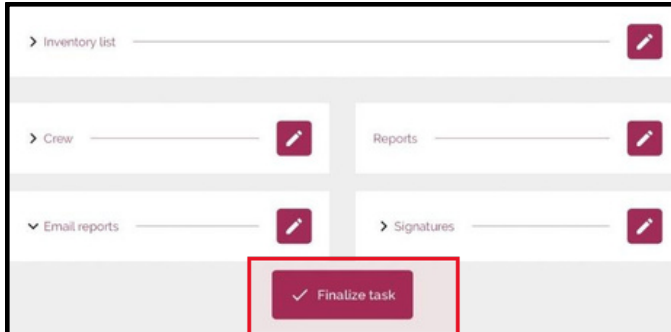 Inventory list
Crew
Reports
Email reports
Signatures
Finalize task